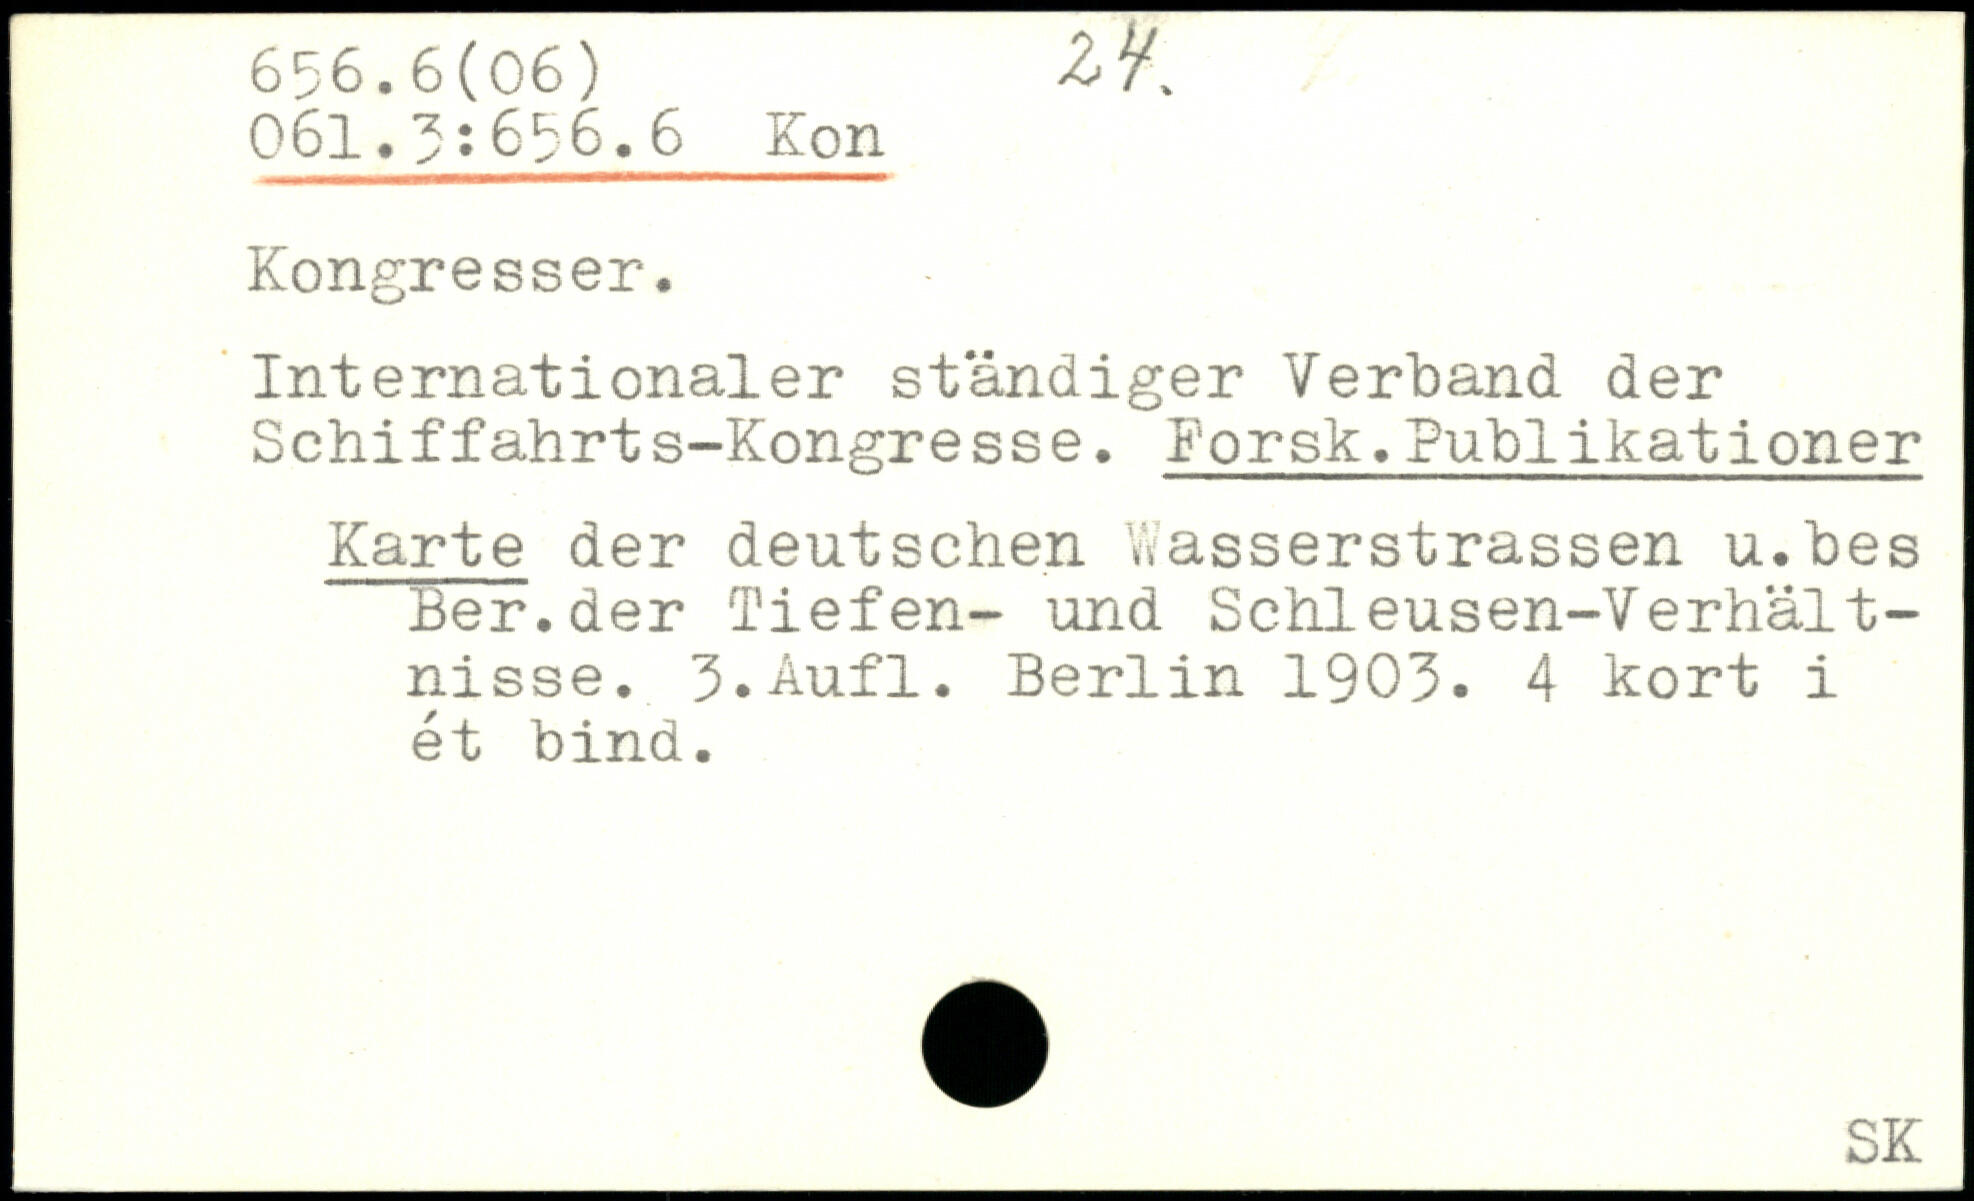 656.6(06) 24.
061.3:656.6 Kon
Kongresser.
Internationaler ständiger Verband der
Schiffahrts-Kongresse. Forsk.Publikationer
Karte der deutschen Wasserstrassen u.bes
Ber.der Tiefen- und Schleusen-Verhält-
nisse. 3.Aufl. Berlin 1903. 4 kort i
ét bind.
SK